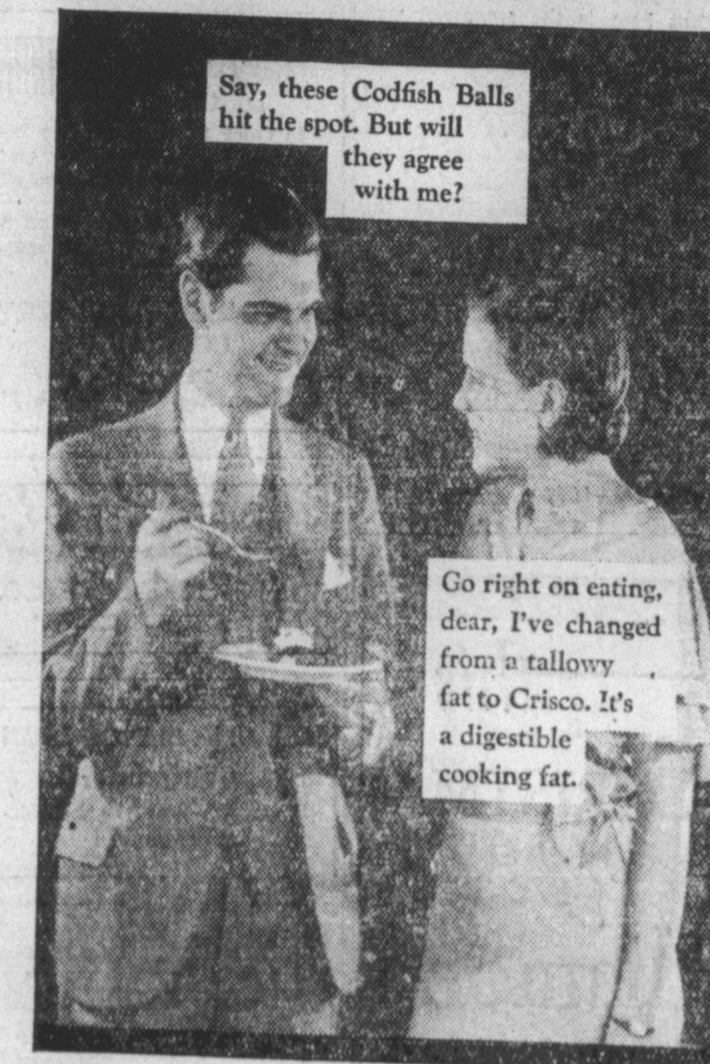 Say, these Codfish Balls
hit the spot. But will
they agree
with me?
Go right on eating,
dear, I've changed
from a tallowy
fat to Crisco. It's
a digestible
cooking fat.